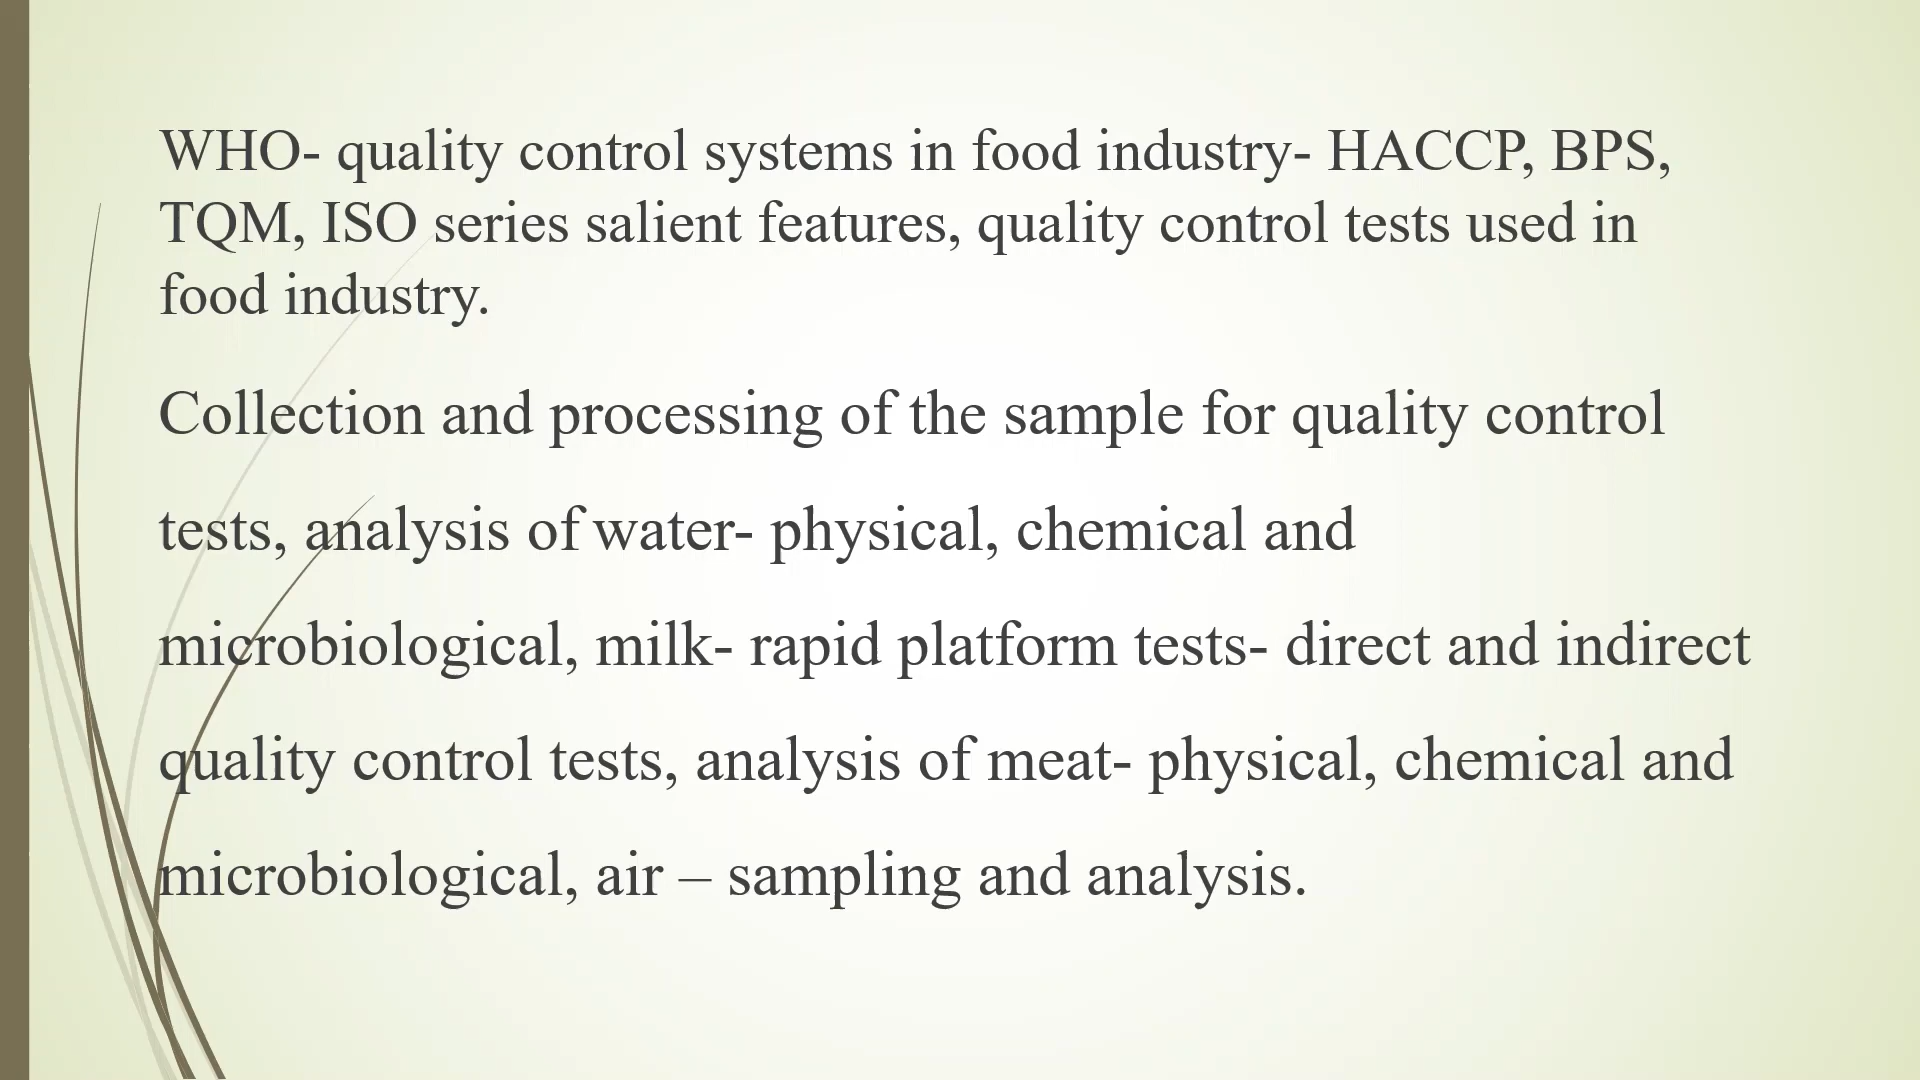 WHO- quality control systems in food industry- HACCP, BPS,
TQM, ISO series salient features, quality control tests used in
food industry.
Collection and processing of the sample for quality control
tests, analysis of water- physical, chemical and
microbiological, milk- rapid platform tests- direct and indirect
quality control tests, analysis of meat- physical, chemical and
microbiological, air – sampling and analysis.